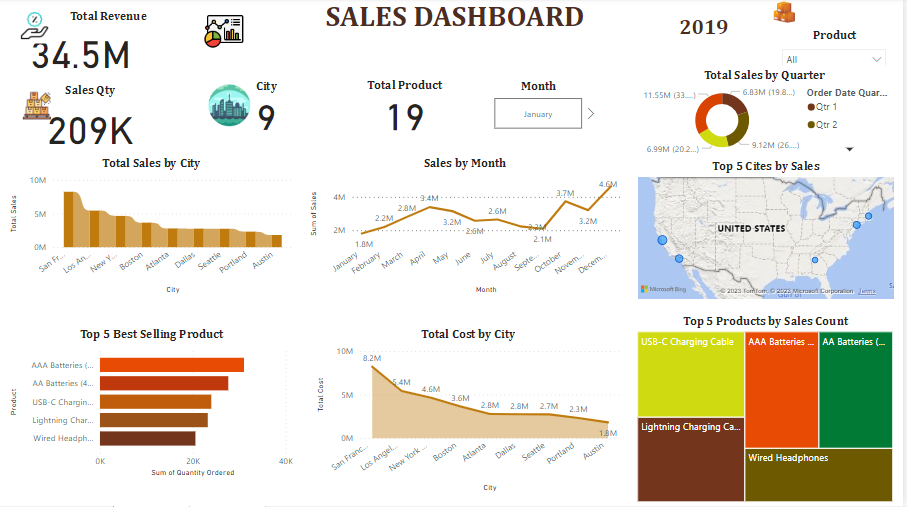 SALES DASHBOARD
Total Revenue
34.5M
Sales Qty
209K
City
9
Total Product
19
Month
January
2019
Product
All
Total Sales by Quarter
11.55M (33....)
6.83M (19.8...)
6.99M (20.2...)
9.12M (26....)
Order Date Quar...
Qtr 1
Qtr 2
Total Sales by City
Total Sales
10M
5M
0M
San Fr...
Los An...
New Y...
Boston
Atlanta
Dallas
Seattle
Portland
Austin
City
Sales by Month
Sum of Sales
4M
2M
1.8M
2.2M
2.8M
3.4M
3.2M
2.6M
2.6M
2.2M
2.1M
3.7M
3.2M
4.6M
January
February
March
April
May
June
July
August
Septe...
October
Novem...
Decem...
Month
Top 5 Cites by Sales
UNITED STATES
Microsoft Bing
© 2023 TomTom, © 2023 Microsoft Corporation Terms
Top 5 Best Selling Product
Product
AAA Batteries (...
AA Batteries (4...
USB-C Chargin...
Lightning Char...
Wired Headph...
0K
20K
40K
Sum of Quantity Ordered
Total Cost by City
Total Cost
10M
5M
0M
8.2M
5.4M
4.6M
3.6M
2.8M
2.8M
2.7M
2.3M
1.8M
San Franc...
Los Angel...
New York ...
Boston
Atlanta
Dallas
Seattle
Portland
Austin
City
Top 5 Products by Sales Count
USB-C Charging Cable
AAA Batteries ...
AA Batteries (...
Lightning Charging Ca...
Wired Headphones